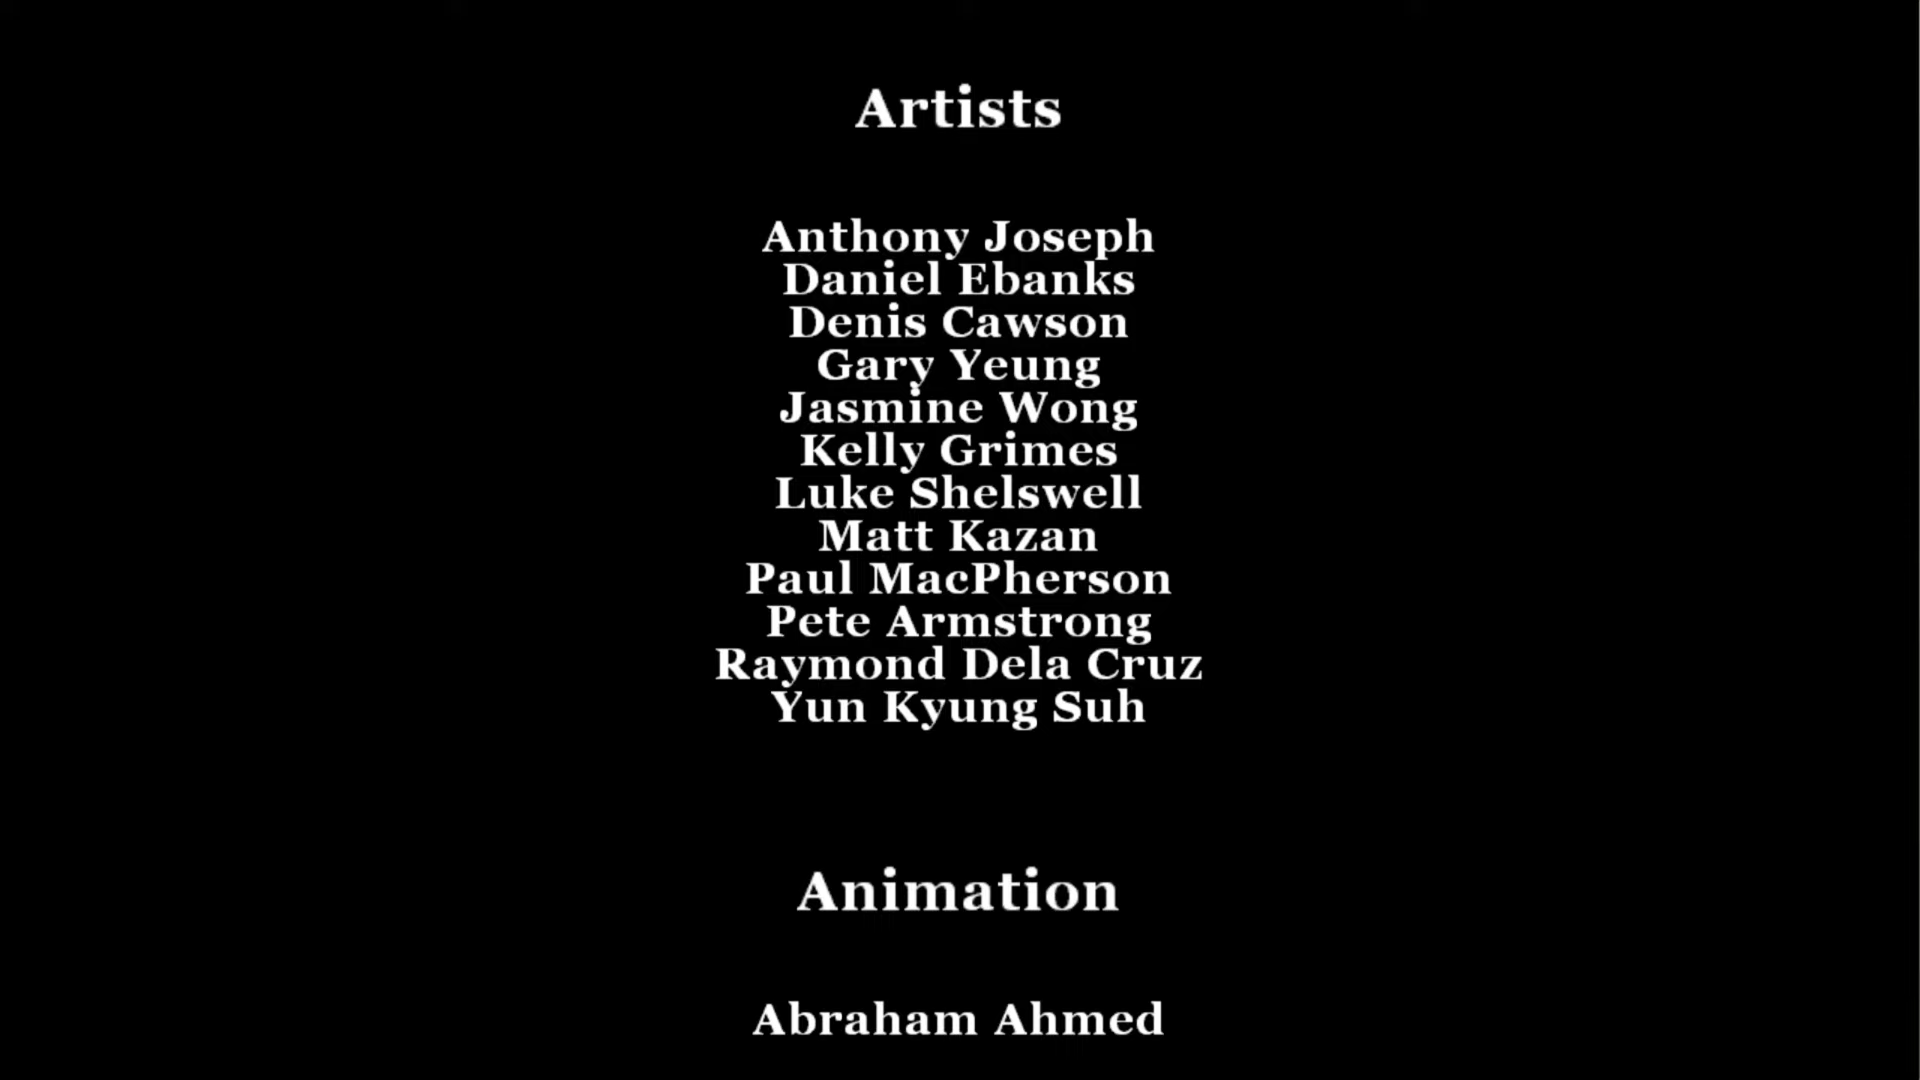 Artists
Anthony Joseph
Daniel Ebanks
Denis Cawson
Gary Yeung
Jasmine Wong
Kelly Grimes
Luke Shelswell
Matt Kazan
Paul MacPherson
Pete Armstrong
Raymond Dela Cruz
Yun Kyung Suh
Animation
Abraham Ahmed